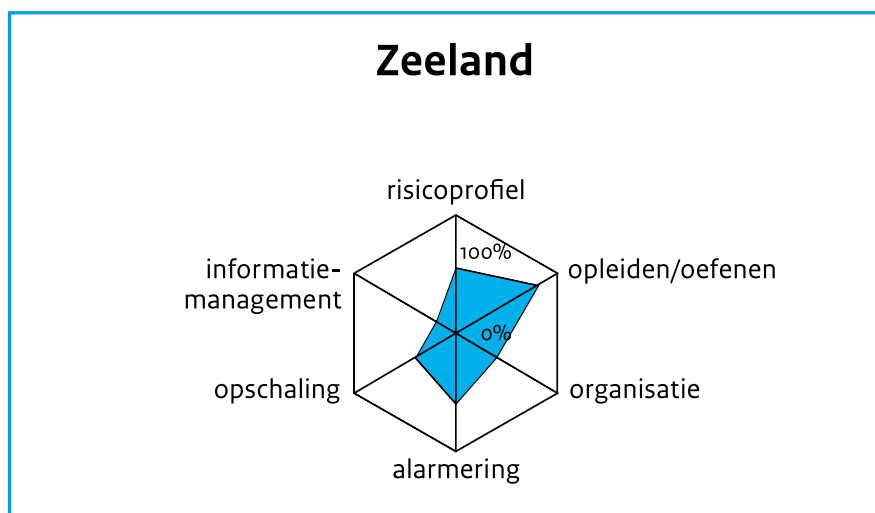 Zeeland
risicoprofiel
100%
informatie-
management
opleiden/oefenen
0%
opschaling
organisatie
alarmering